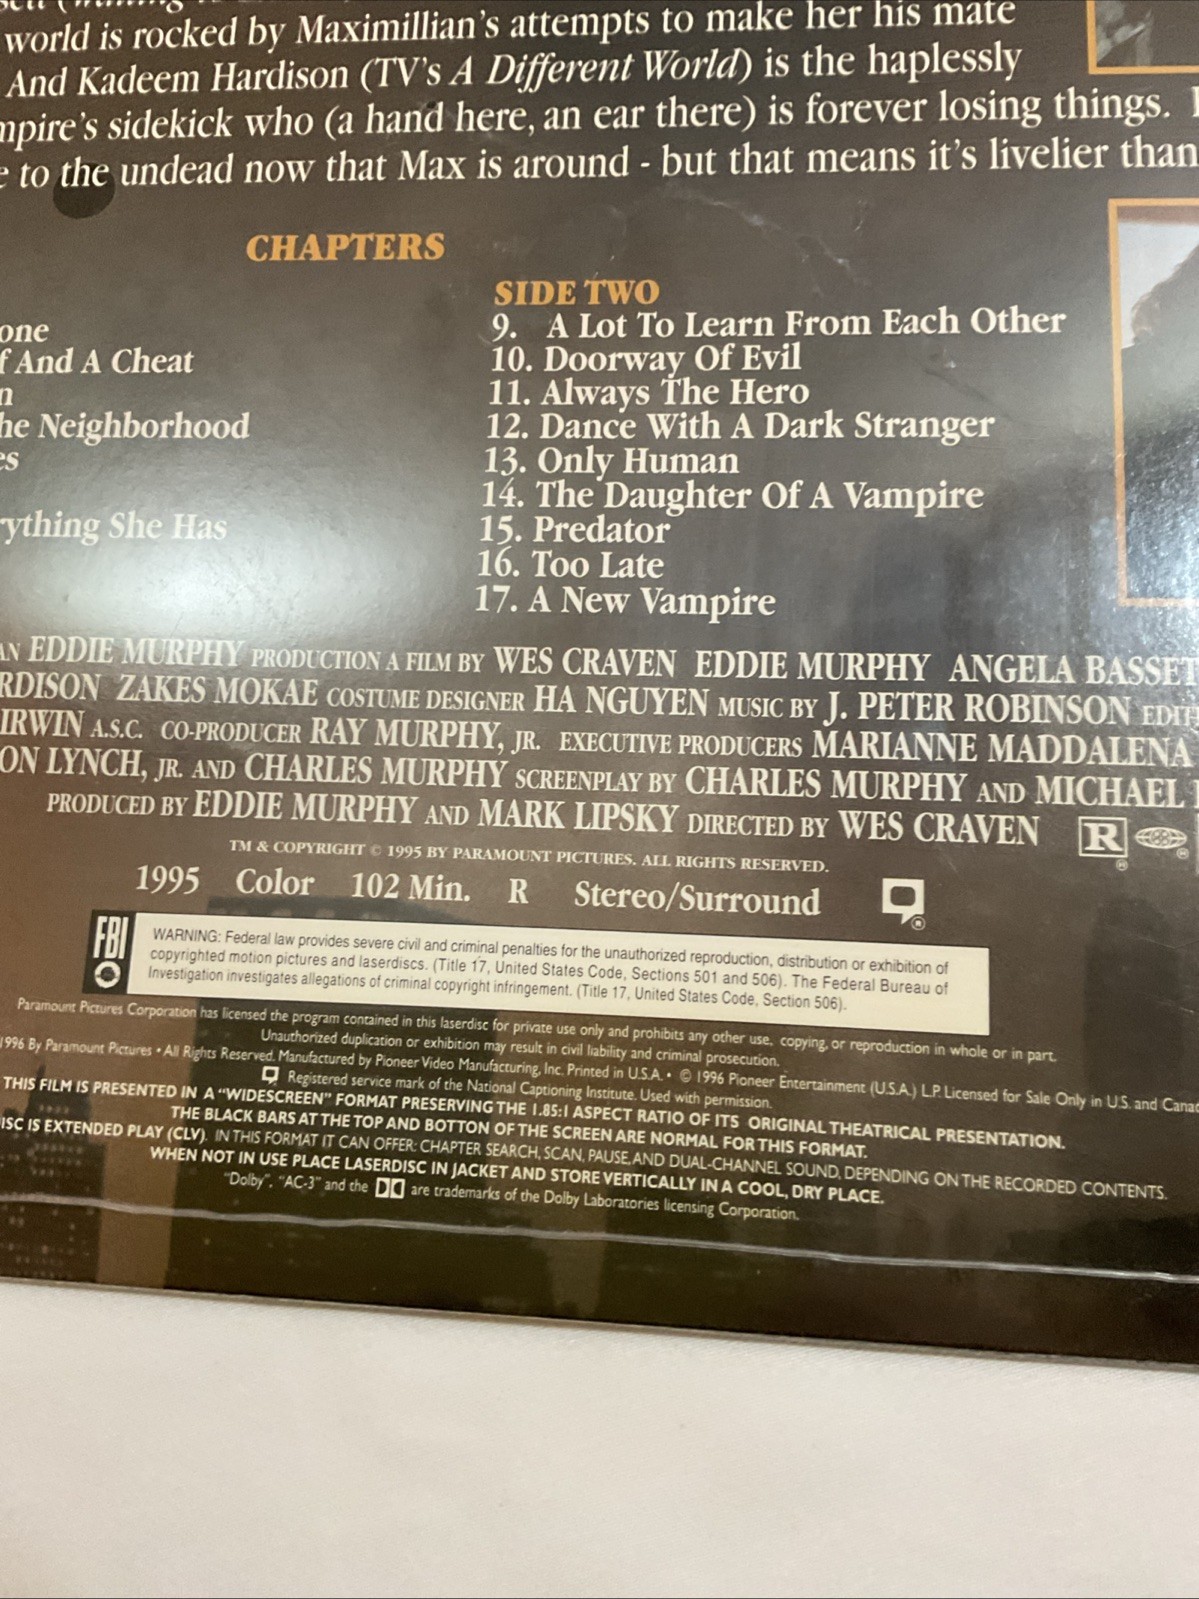 world is rocked by Maximillian's attempts to make her his mate
And Kadeem Hardison (TV's A Different World) is the haplessly
mpire's sidekick who (a hand here, an ear there) is forever losing things.
e to the undead now that Max is around - but that means it's livelier than
CHAPTERS
SIDE TWO
one
9. A Lot To Learn From Each Other
f And A Cheat
10. Doorway Of Evil
n
11. Always The Hero
he Neighborhood
12. Dance With A Dark Stranger
es
13. Only Human
14. The Daughter Of A Vampire
rything She Has
15. Predator
16. Too Late
17. A New Vampire
AN EDDIE MURPHY PRODUCTION A FILM BY WES CRAVEN EDDIE MURPHY ANGELA BASSET
RDISON ZAKES MOKAE COSTUME DESIGNER HA NGUYEN MUSIC BY J. PETER ROBINSON EDIT
IRWIN A.S.C. CO-PRODUCER RAY MURPHY, JR. EXECUTIVE PRODUCERS MARIANNE MADDALENA
ON LYNCH, JR. AND CHARLES MURPHY SCREENPLAY BY CHARLES MURPHY AND MICHAEL
PRODUCED BY EDDIE MURPHY AND MARK LIPSKY DIRECTED BY WES CRAVEN R
TM & COPYRIGHT © 1995 BY PARAMOUNT PICTURES. ALL RIGHTS RESERVED.
1995 Color 102 Min. R Stereo/Surround
FBI
WARNING: Federal law provides severe civil and criminal penalties for the unauthorized reproduction, distribution or exhibition of
copyrighted motion pictures and laserdiscs. (Title 17, United States Code, Sections 501 and 506). The Federal Bureau of
Investigation investigates allegations of criminal copyright infringement. (Title 17, United States Code, Section 506).
Paramount Pictures Corporation has licensed the program contained in this laserdisc for private use only and prohibits any other use, copying, or reproduction in whole or in part.
Unauthorized duplication or exhibition may result in civil liability and criminal prosecution.
1996 By Paramount Pictures • All Rights Reserved. Manufactured by Pioneer Video Manufacturing, Inc. Printed in U.S.A. • © 1996 Pioneer Entertainment (U.S.A.) L.P. Licensed for Sale Only in U.S. and Canad
Registered service mark of the National Captioning Institute. Used with permission.
THIS FILM IS PRESENTED IN A "WIDESCREEN" FORMAT PRESERVING THE 1.85:1 ASPECT RATIO OF ITS ORIGINAL THEATRICAL PRESENTATION.
THE BLACK BARS AT THE TOP AND BOTTOM OF THE SCREEN ARE NORMAL FOR THIS FORMAT.
ISC IS EXTENDED PLAY (CLV). IN THIS FORMAT IT CAN OFFER: CHAPTER SEARCH, SCAN, PAUSE, AND DUAL-CHANNEL SOUND, DEPENDING ON THE RECORDED CONTENTS.
WHEN NOT IN USE PLACE LASERDISC IN JACKET AND STORE VERTICALLY IN A COOL, DRY PLACE.
"Dolby", "AC-3" and the are trademarks of the Dolby Laboratories licensing Corporation.